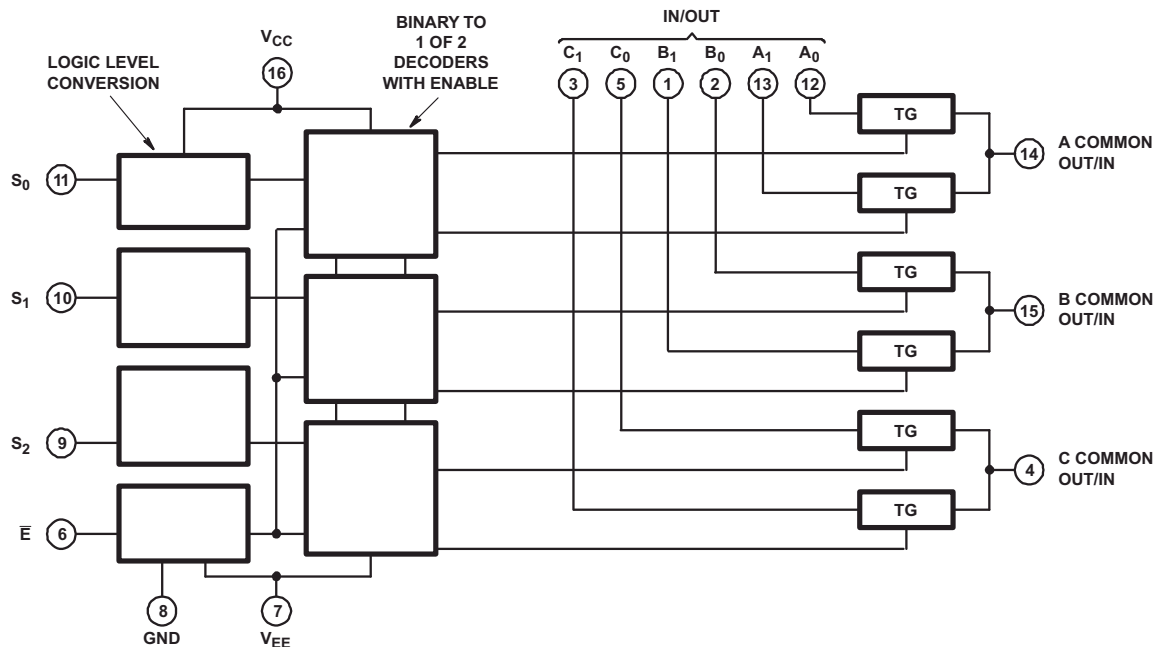 IN/OUT
BINARY TO
1 OF 2
DECODERS
WITH ENABLE
VCC
16
LOGIC LEVEL
CONVERSION
C1 C0 B1 B0 A1 A0
3 5 1 2 13 12
TG
A COMMON
OUT/IN
14
TG
S0 11
TG
B COMMON
OUT/IN
15
S1 10
TG
TG
C COMMON
OUT/IN
4
S2 9
TG
E̅ 6
8
GND
7
VEE